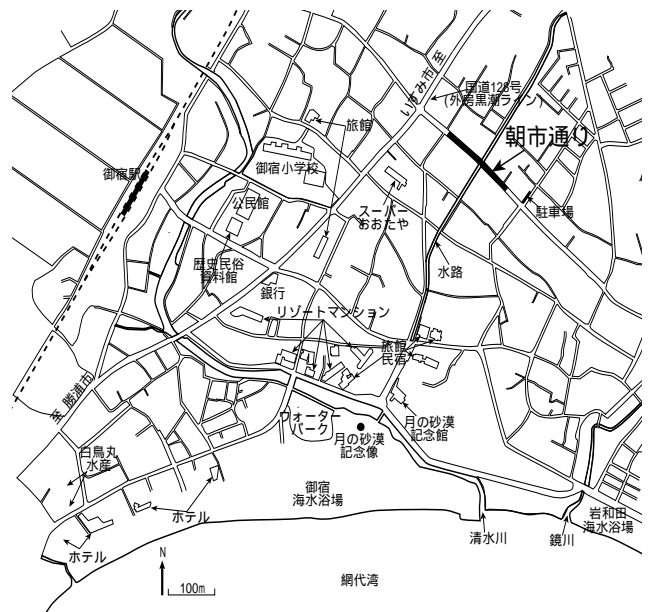 至
いすみ市
国道128号
(外房黒潮ライン)
朝市通り
旅館
御宿小学校
御宿駅
公民館
スーパー
おおたや
駐車場
歴史民俗
資料館
水路
銀行
リゾートマンション
旅館
民宿
至 勝浦市
ウォーター
パーク
月の砂漠
記念像
月の砂漠
記念館
白鳥丸
水産
御宿
海水浴場
ホテル
岩和田
海水浴場
清水川
鏡川
ホテル
N
100m
網代湾